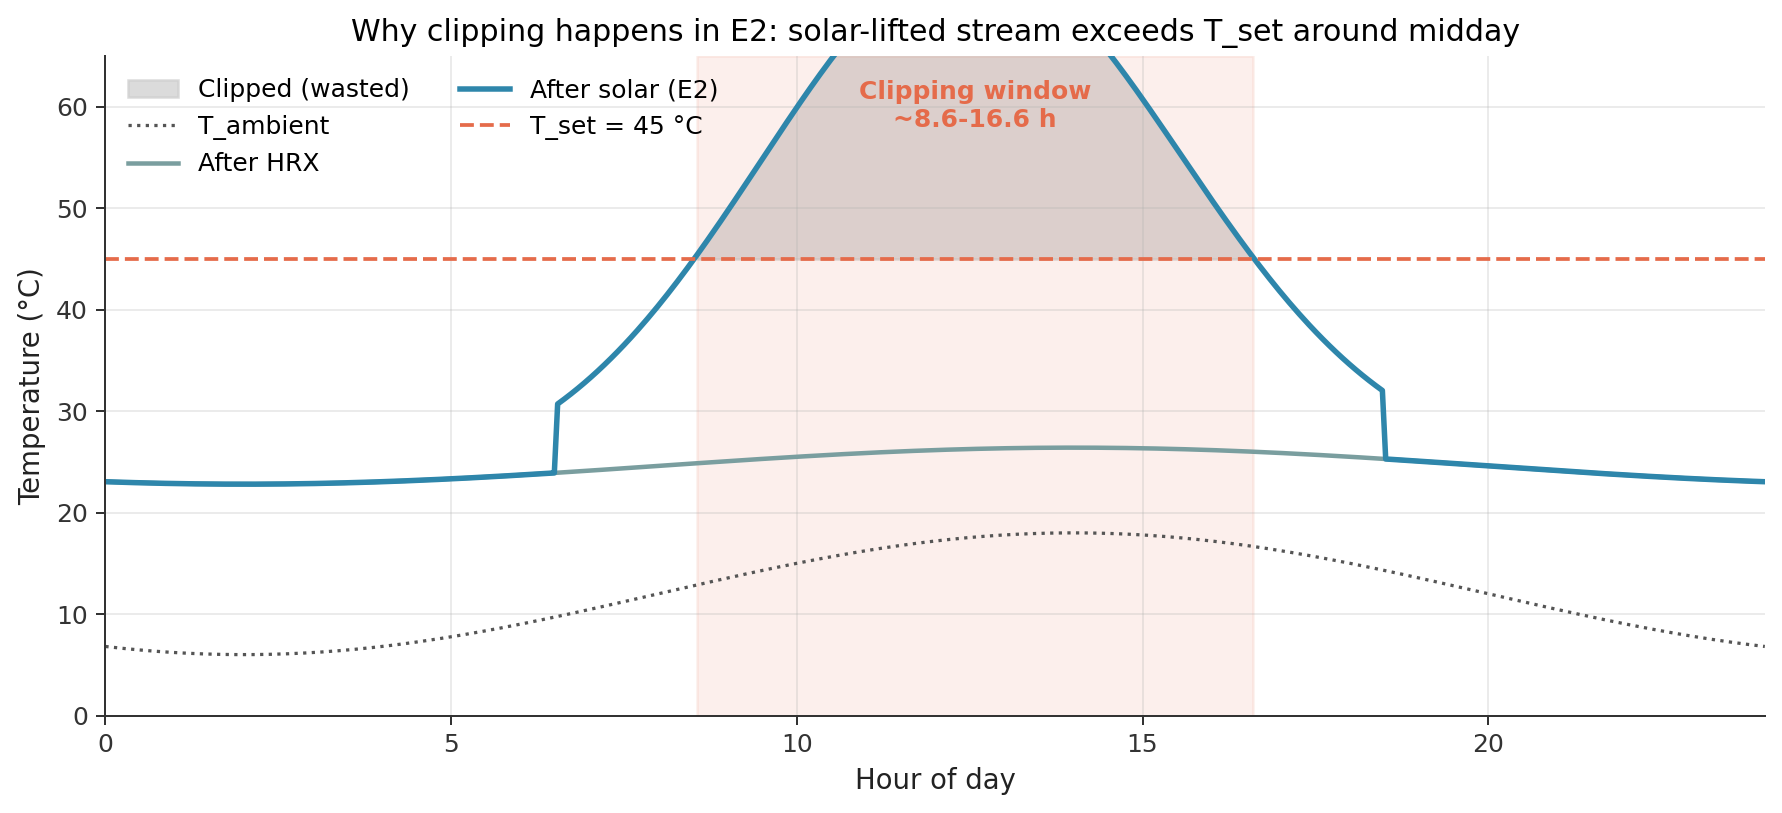 Why clipping happens in E2: solar-lifted stream exceeds T_set around midday
Clipped (wasted)
T_ambient
After HRX
After solar (E2)
T_set = 45 °C
Clipping window
~8.6-16.6 h
Temperature (°C)
60
50
40
30
20
10
0
0 5 10 15 20
Hour of day